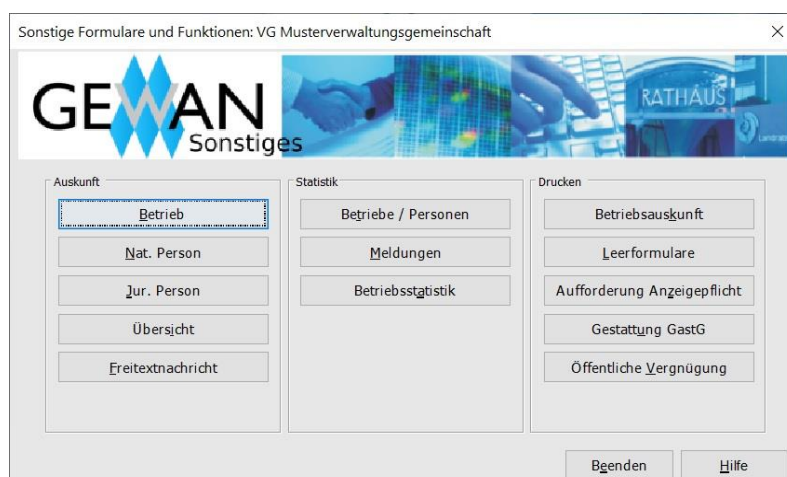 Sonstige Formulare und Funktionen: VG Musterverwaltungsgemeinschaft
GEWAN
Sonstiges
RATHAUS
Auskunft
Betrieb
Nat. Person
Jur. Person
Übersicht
Freitextnachricht
Statistik
Betriebe / Personen
Meldungen
Betriebsstatistik
Drucken
Betriebsauskunft
Leerformulare
Aufforderung Anzeigepflicht
Gestattung GastG
Öffentliche Vergnügung
Beenden
Hilfe